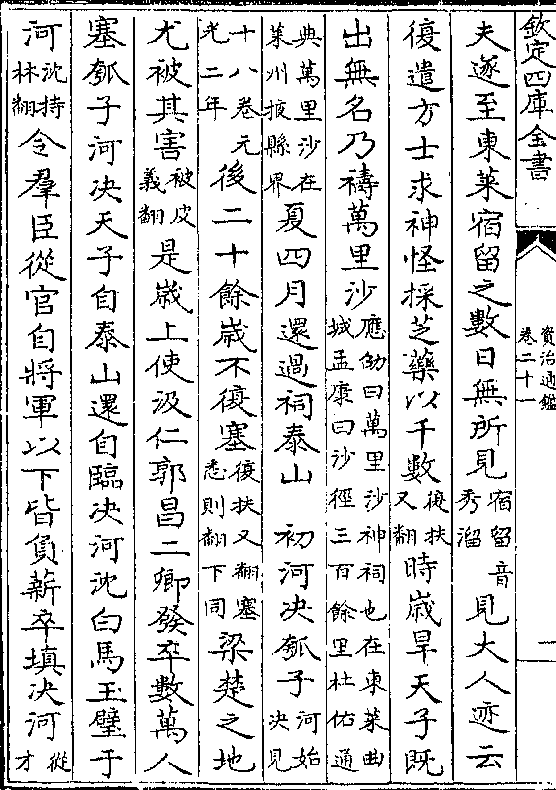 欽定四庫全書
資治通鑑
卷二十一
一
夫遂至東萊宿留之數日無所見宿留音秀溜見大人迹云
復遣方士求神怪採芝藥以千數復扶又翻時歲旱天子既
出無名乃禱萬里沙應劭曰萬里沙神祠也在東萊曲城孟康曰沙徑三百餘里杜佑通
典萬里沙在萊州掖縣界夏四月還過祠泰山 初河決瓠子河始決見
十八卷元光二年後二十餘歲不復塞復扶又翻塞悉則翻下同梁楚之地
尤被其害被皮義翻是歲上使汲仁郭昌二卿發卒數萬人
塞瓠子河決天子自泰山還自臨決河沈白馬玉璧于
河沈持林翻令羣臣從官自將軍以下皆負薪卒填決河從才